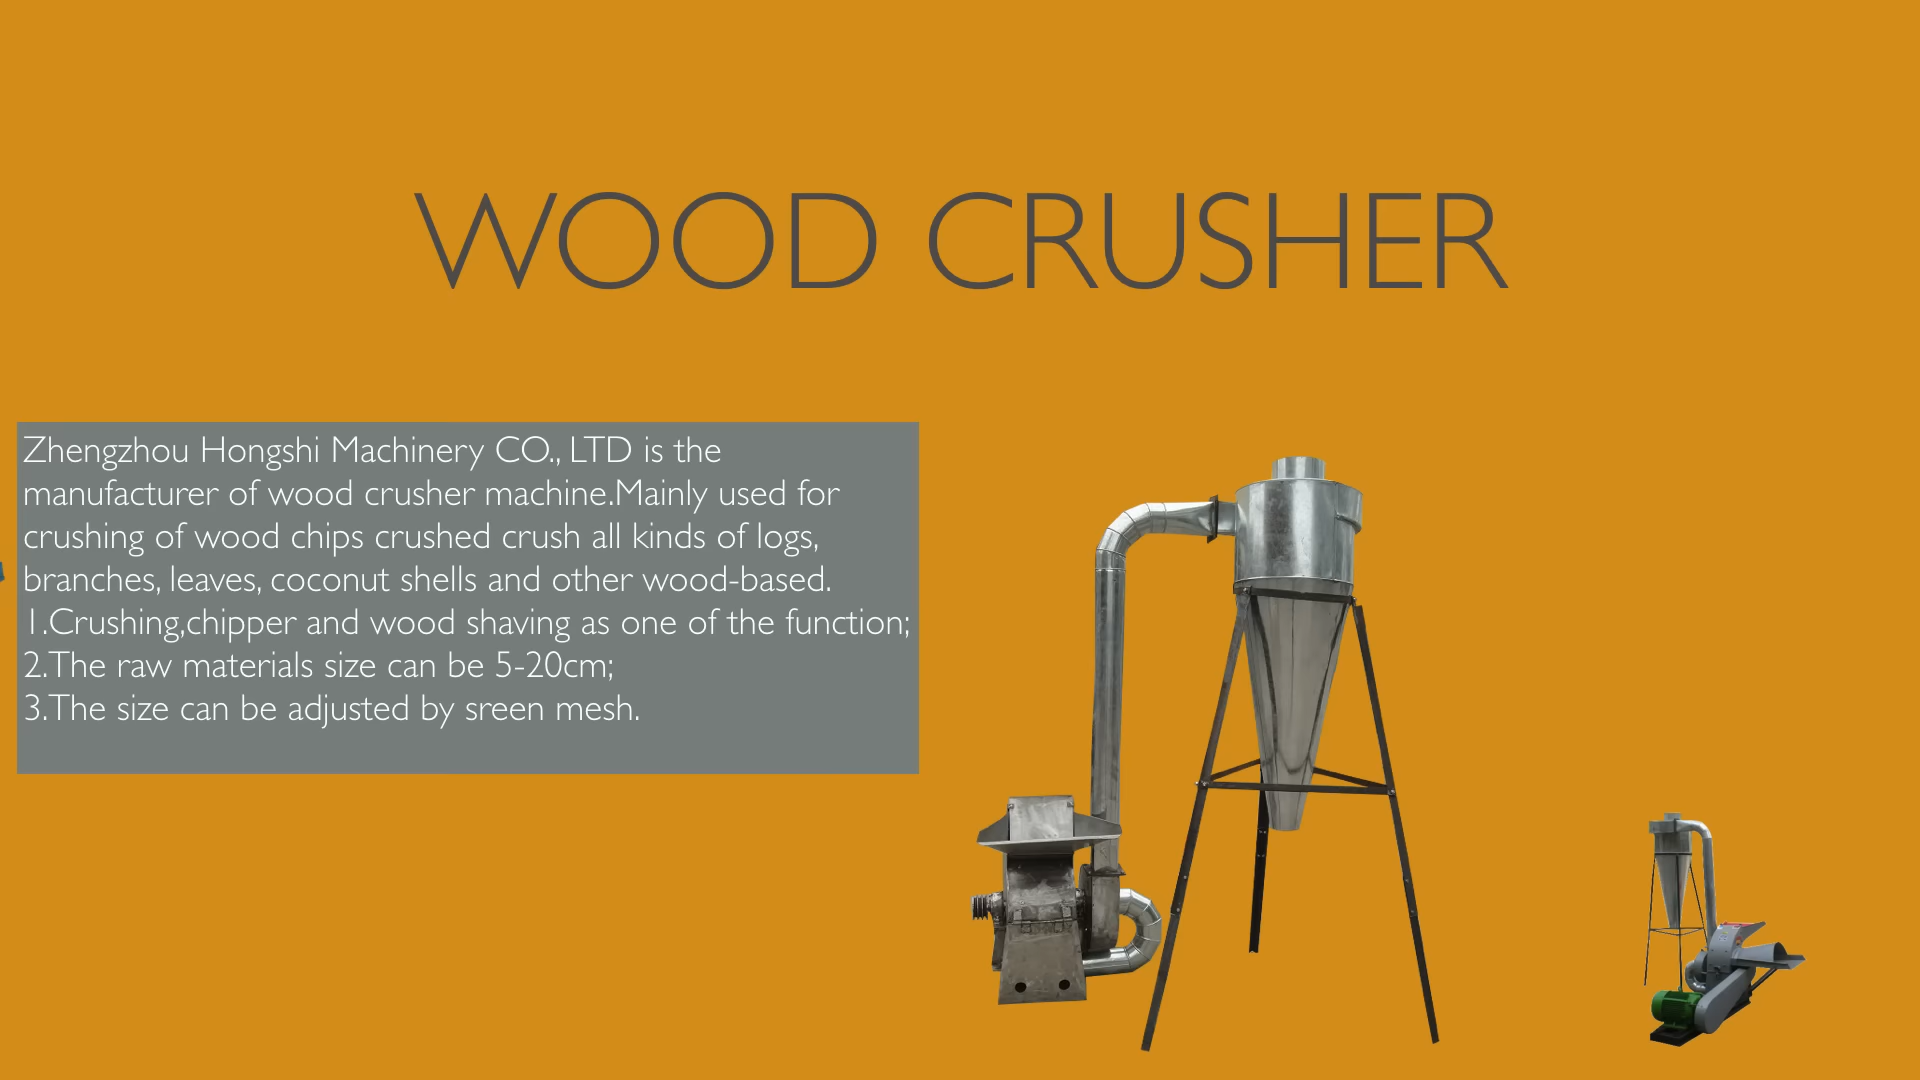 WOOD CRUSHER
Zhengzhou Hongshi Machinery CO., LTD is the
manufacturer of wood crusher machine.Mainly used for
crushing of wood chips crushed crush all kinds of logs,
branches, leaves, coconut shells and other wood-based.
1.Crushing,chipper and wood shaving as one of the function;
2.The raw materials size can be 5-20cm;
3.The size can be adjusted by sreen mesh.